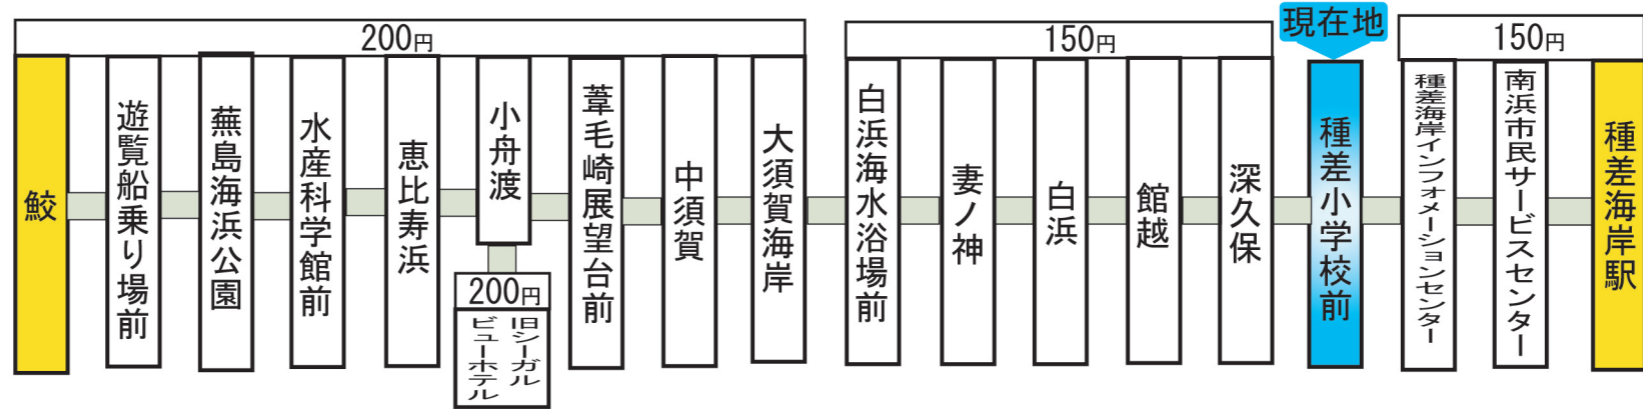 現在地
200円
150円
150円
鮫
遊覧船乗り場前
蕪島海浜公園
水産科学館前
恵比寿浜
小舟渡
200円
旧シーガル
ビューホテル
葦毛崎展望台前
中須賀
大須賀海岸
白浜海水浴場前
妻ノ神
白浜
館越
深久保
種差小学校前
種差海岸インフォメーションセンター
南浜市民サービスセンター
種差海岸駅